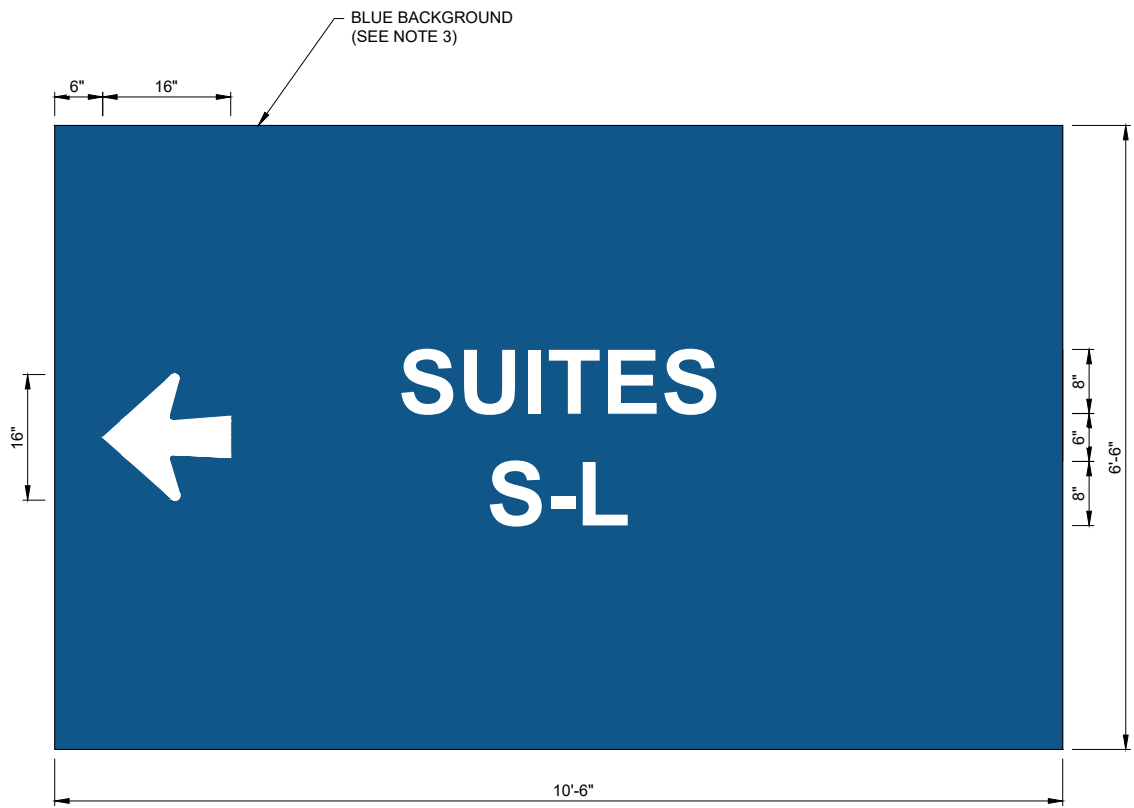 BLUE BACKGROUND
(SEE NOTE 3)
6"
16"
SUITES
S-L
16"
8"
6"
8"
6'-6"
10'-6"